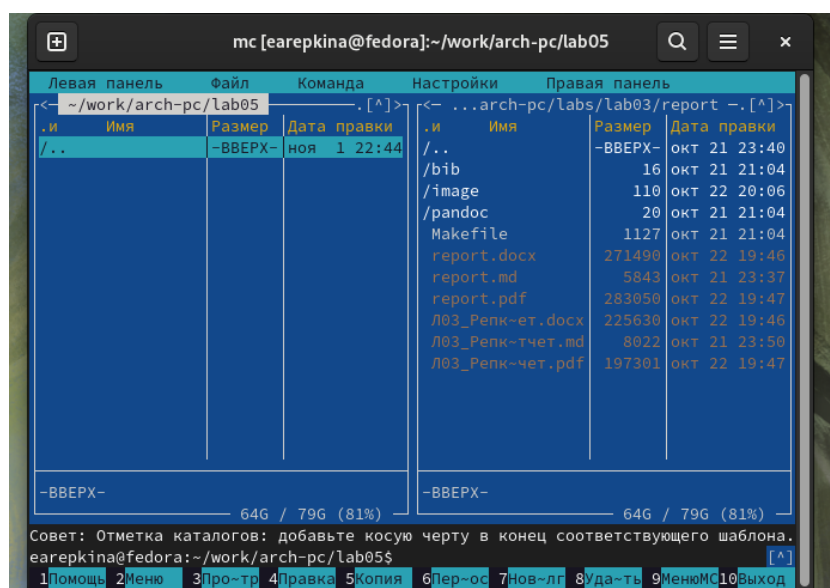 mc [earepkina@fedora]:~/work/arch-pc/lab05
Левая панель Файл Команда Настройки Правая панель
<— ~/work/arch-pc/lab05 .[^]>
.и Имя Размер Дата правки
/.. -ВВЕРХ- ноя 1 22:44
-ВВЕРХ-
64G / 79G (81%)
<— ...arch-pc/labs/lab03/report —.[^]>
.и Имя Размер Дата правки
/.. -ВВЕРХ- окт 21 23:40
/bib 16 окт 21 21:04
/image 110 окт 22 20:06
/pandoc 20 окт 21 21:04
Makefile 1127 окт 21 21:04
report.docx 271490 окт 22 19:46
report.md 5843 окт 21 23:37
report.pdf 283050 окт 22 19:47
Л03_Репк~ет.docx 225630 окт 22 19:46
Л03_Репк~тчет.md 8022 окт 21 23:50
Л03_Репк~чет.pdf 197301 окт 22 19:47
-ВВЕРХ-
64G / 79G (81%)
Совет: Отметка каталогов: добавьте косую черту в конец соответствующего шаблона.
earepkina@fedora:~/work/arch-pc/lab05$ [^]
1Помощь 2Меню 3Про~тр 4Правка 5Копия 6Пер~ос 7Нов~лг 8Уда~ть 9МенюMC 10Выход